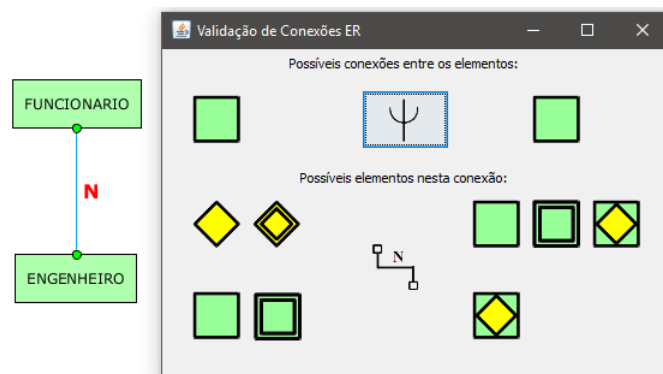 Validação de Conexões ER
Possíveis conexões entre os elementos:
FUNCIONARIO
Possíveis elementos nesta conexão:
N
N
ENGENHEIRO